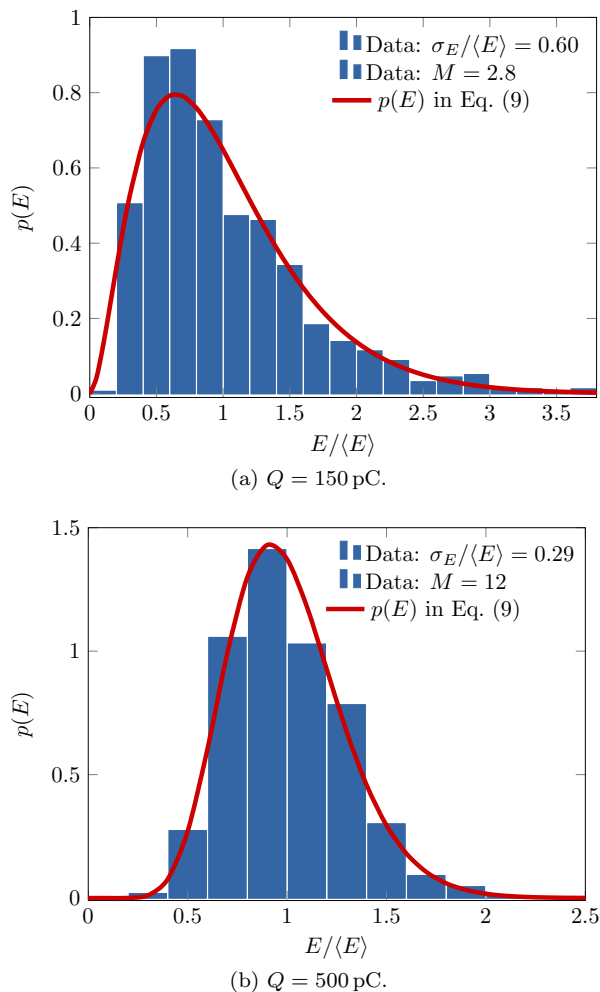 1
0.8
0.6
0.4
0.2
0
p(E)
Data: σ_E/⟨E⟩ = 0.60
Data: M = 2.8
p(E) in Eq. (9)
0 0.5 1 1.5 2 2.5 3 3.5
E/⟨E⟩
(a) Q = 150 pC.
1.5
1
0.5
0
p(E)
Data: σ_E/⟨E⟩ = 0.29
Data: M = 12
p(E) in Eq. (9)
0 0.5 1 1.5 2 2.5
E/⟨E⟩
(b) Q = 500 pC.